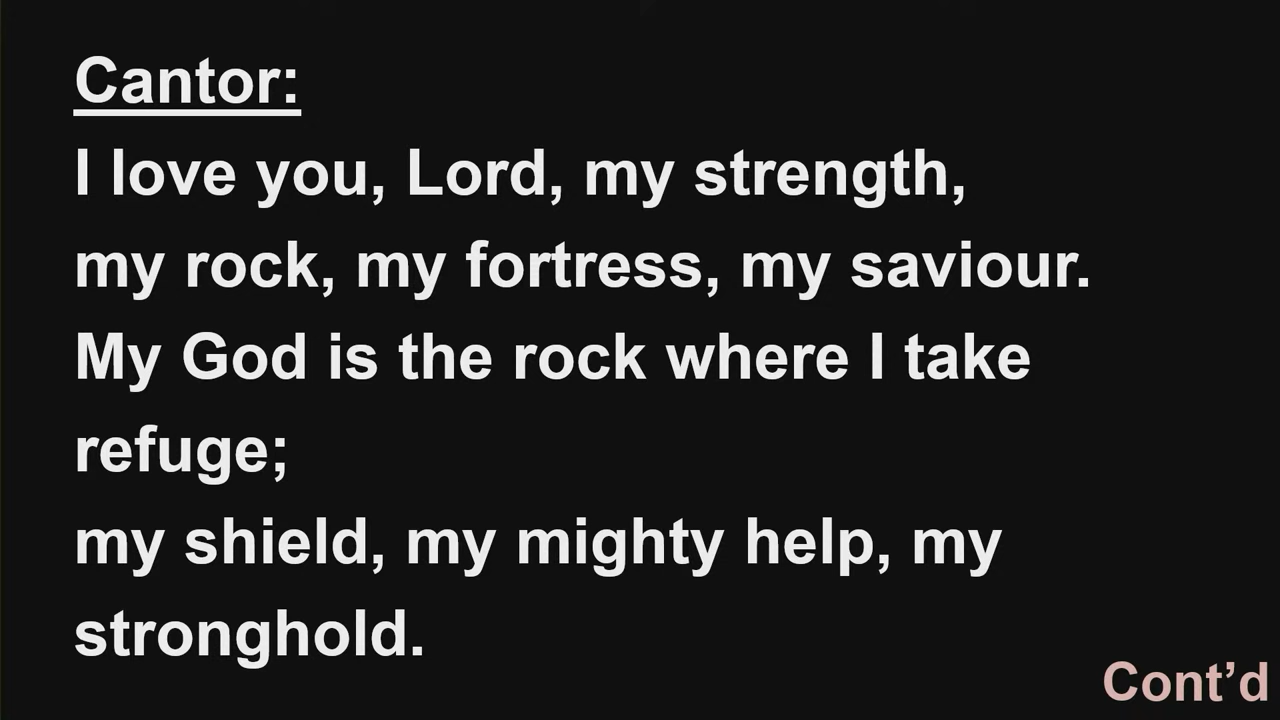 Cantor:
I love you, Lord, my strength,
my rock, my fortress, my saviour.
My God is the rock where I take
refuge;
my shield, my mighty help, my
stronghold.
Cont’d